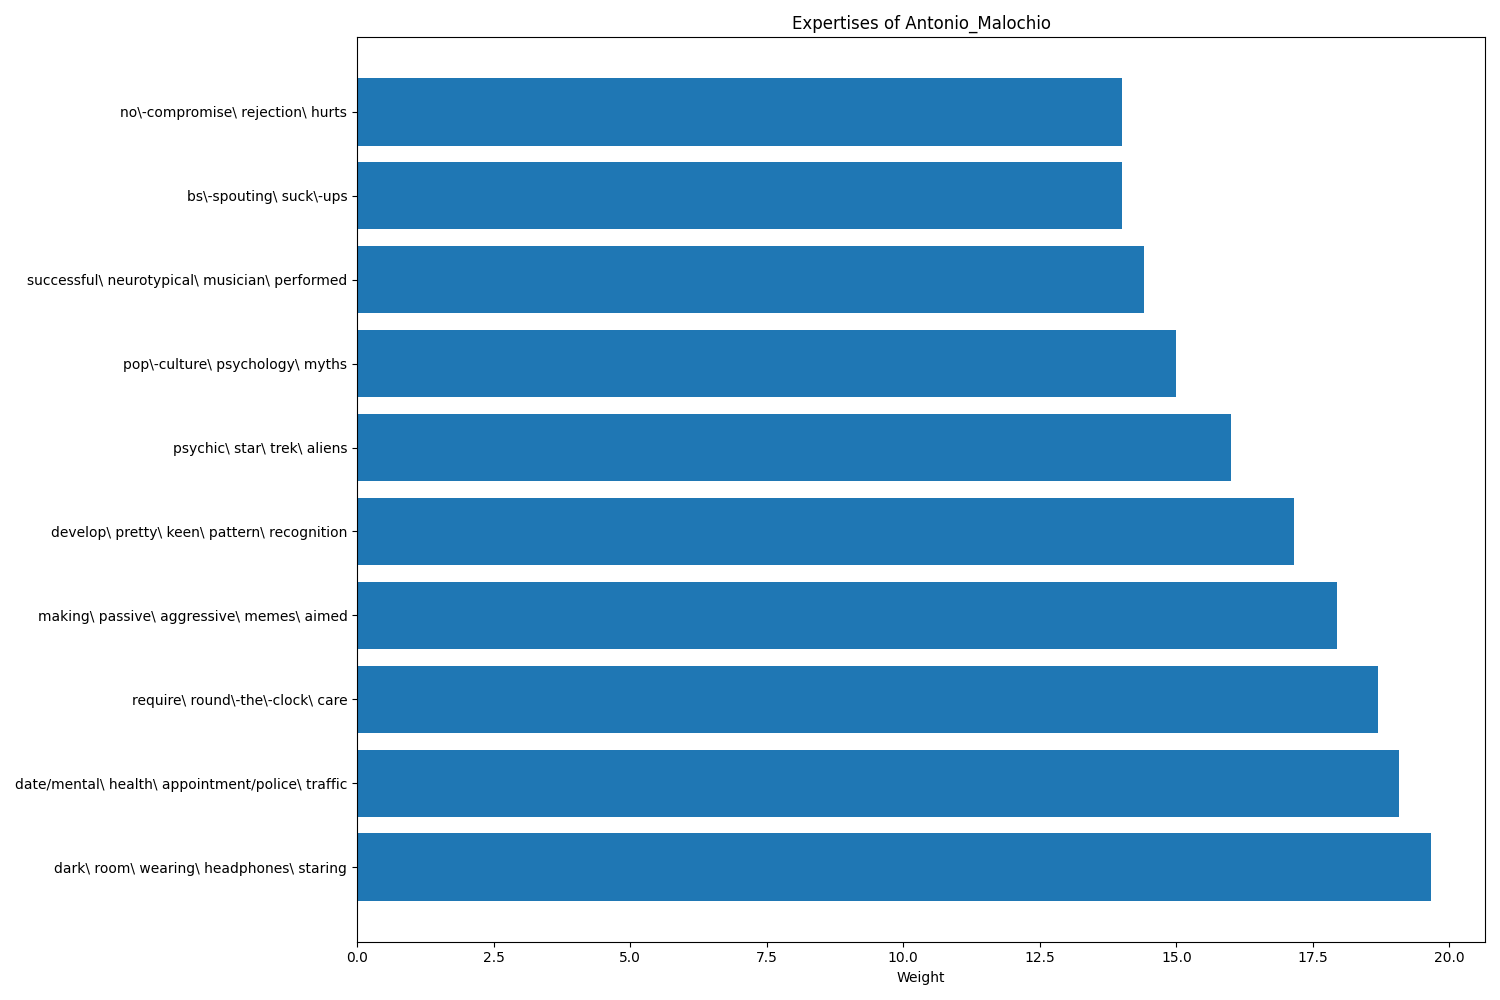 Expertises of Antonio_Malochio
no\-compromise\ rejection\ hurts
bs\-spouting\ suck\-ups
successful\ neurotypical\ musician\ performed
pop\-culture\ psychology\ myths
psychic\ star\ trek\ aliens
develop\ pretty\ keen\ pattern\ recognition
making\ passive\ aggressive\ memes\ aimed
require\ round\-the\-clock\ care
date/mental\ health\ appointment/police\ traffic
dark\ room\ wearing\ headphones\ staring
0.0 2.5 5.0 7.5 10.0 12.5 15.0 17.5 20.0
Weight